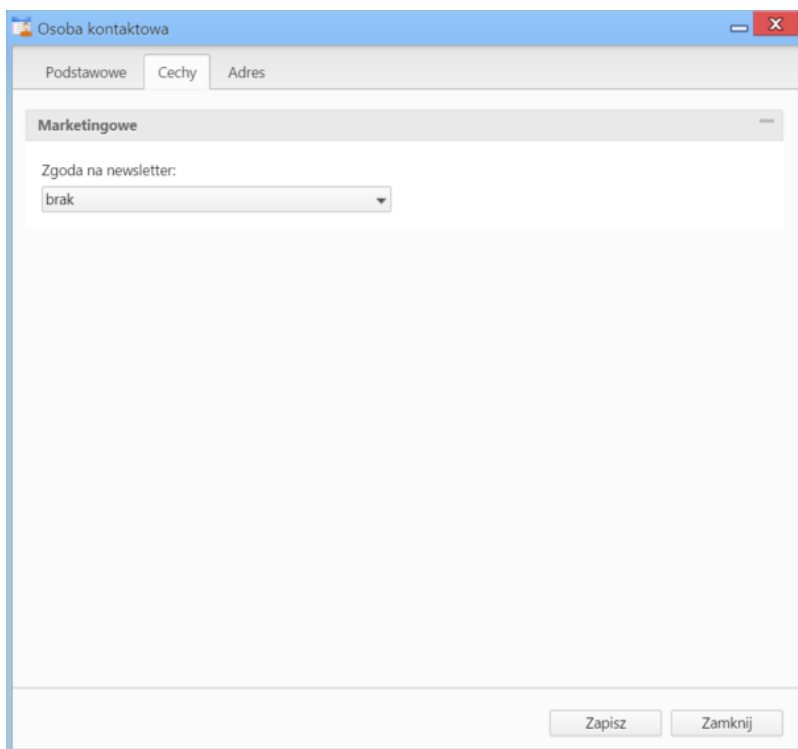 Osoba kontaktowa
Podstawowe Cechy Adres
Marketingowe
Zgoda na newsletter:
brak
Zapisz Zamknij